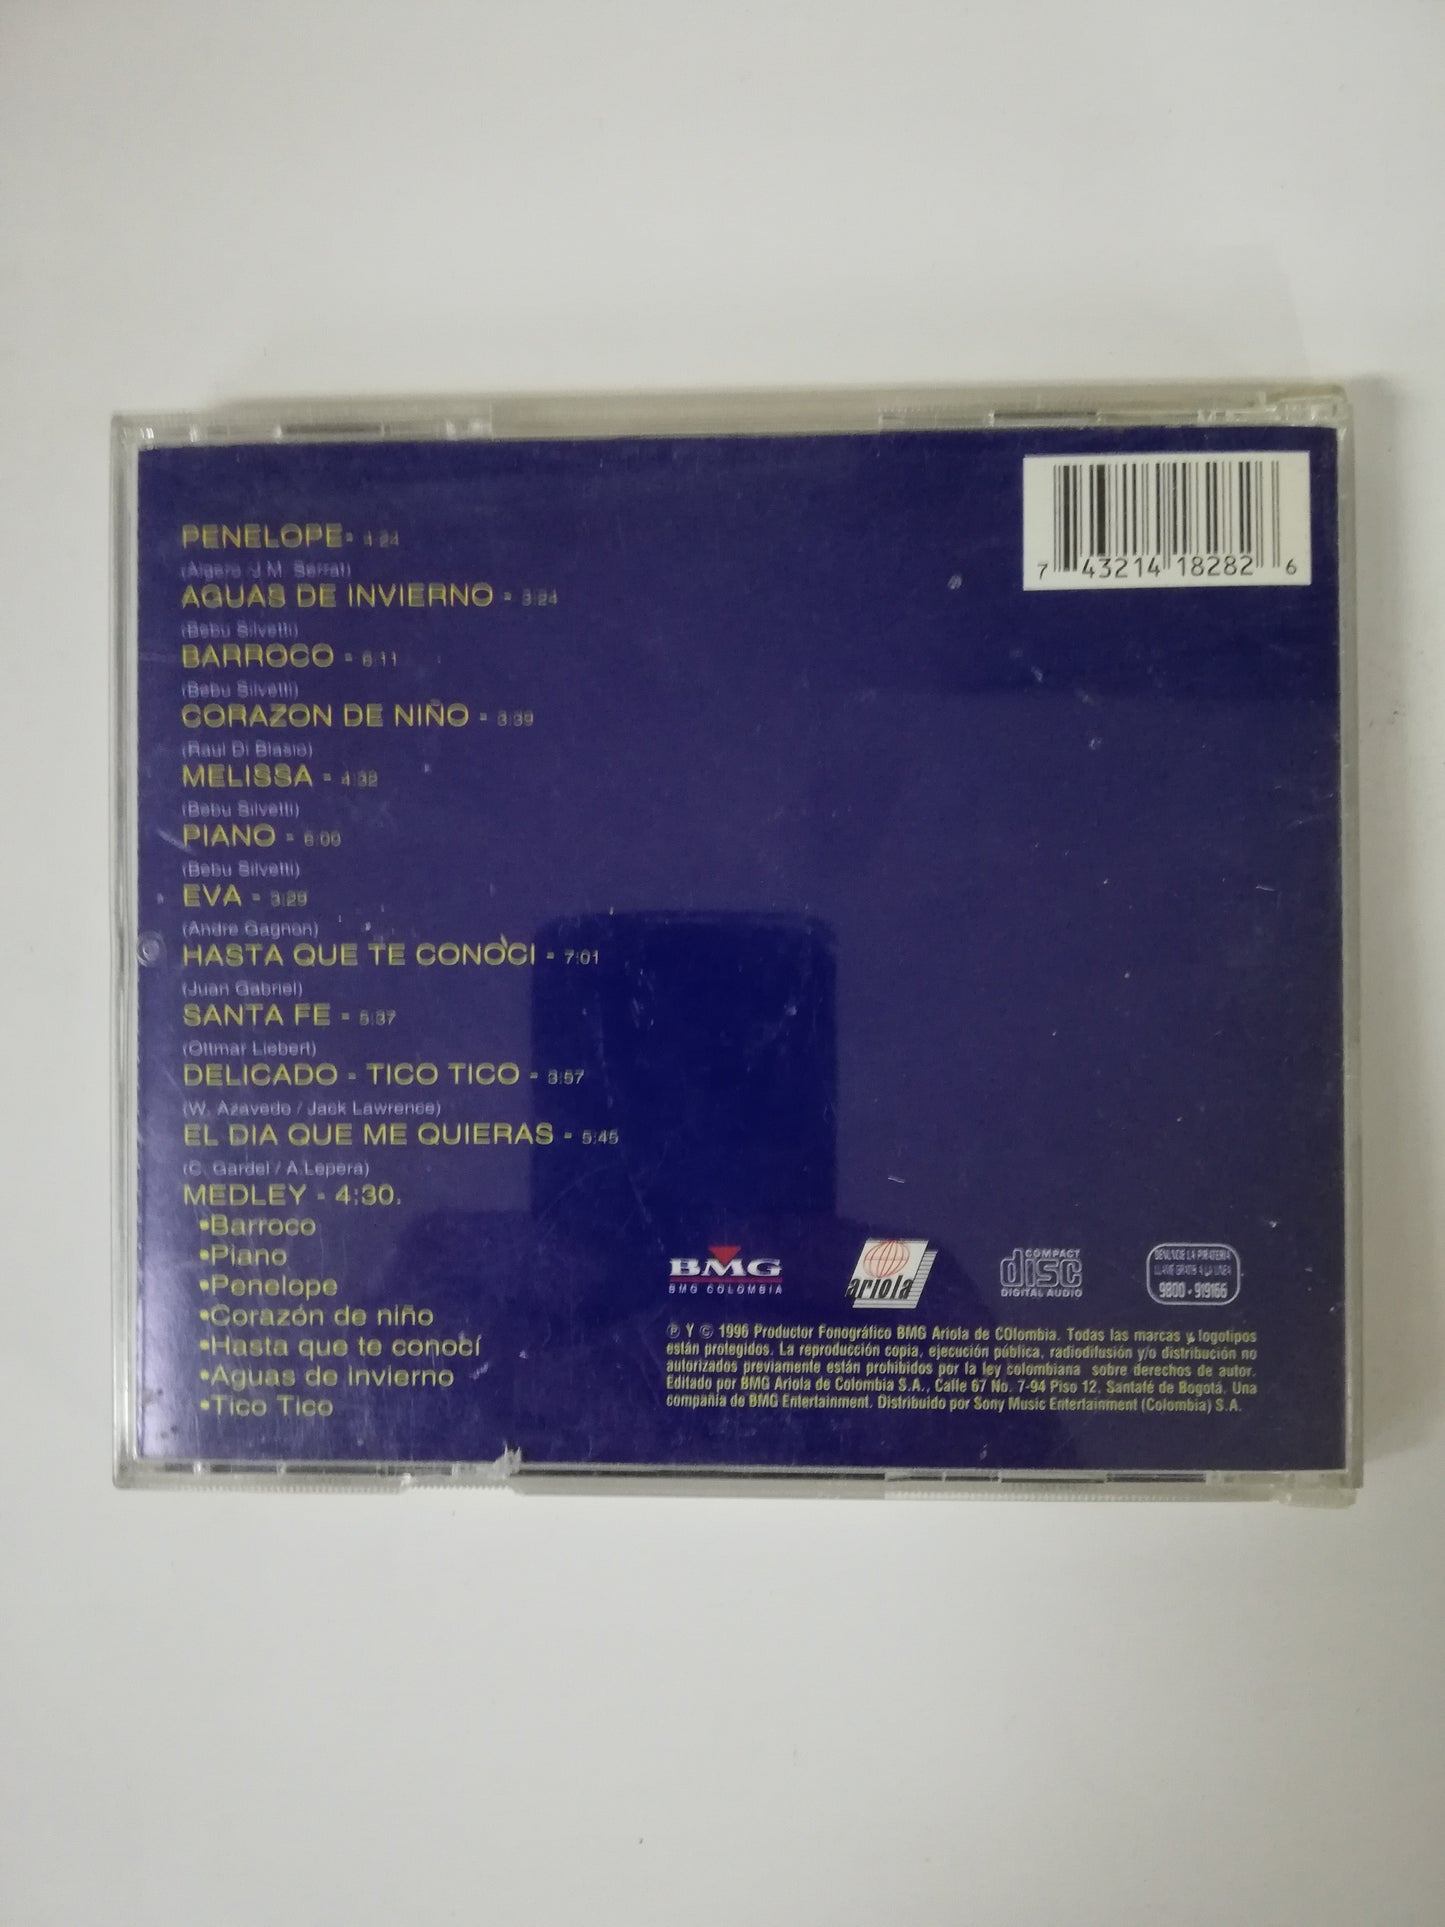 PENELOPE - 4:24
(Algero J.M. Serrat)
AGUAS DE INVIERNO - 3:24
(Bebu Silvetti)
BARROCO - 6:11
(Bebu Silvetti)
CORAZON DE NIÑO - 3:39
(Raul Di Blasio)
MELISSA - 4:32
(Bebu Silvetti)
PIANO - 6:00
(Bebu Silvetti)
EVA - 3:29
(Andre Gagnon)
HASTA QUE TE CONOCI - 7:01
(Juan Gabriel)
SANTA FE - 5:37
(Ottmar Liebert)
DELICADO - TICO TICO - 3:57
(W. Azavedo / Jack Lawrence)
EL DIA QUE ME QUIERAS - 5:45
(C. Gardel / A.Lepera)
MEDLEY - 4:30.
•Barroco
•Piano
•Penelope
•Corazón de niño
•Hasta que te conocí
•Aguas de invierno
•Tico Tico
7 43214 18282 6
BMG
BMG COLOMBIA
ariola
COMPACT
disc
DIGITAL AUDIO
DENUNCIE LA PIRATERIA
LLAME GRATIS A LA LINEA
9800 - 919166
Ⓟ Y © 1996 Productor Fonográfico BMG Ariola de COlombia. Todas las marcas y logotipos
están protegidos. La reproducción copia, ejecución pública, radiodifusión y/o distribución no
autorizados previamente están prohibidos por la ley colombiana sobre derechos de autor.
Editado por BMG Ariola de Colombia S.A., Calle 67 No. 7-94 Piso 12. Santafé de Bogotá. Una
compañia de BMG Entertainment. Distribuido por Sony Music Entertainment (Colombia) S.A.